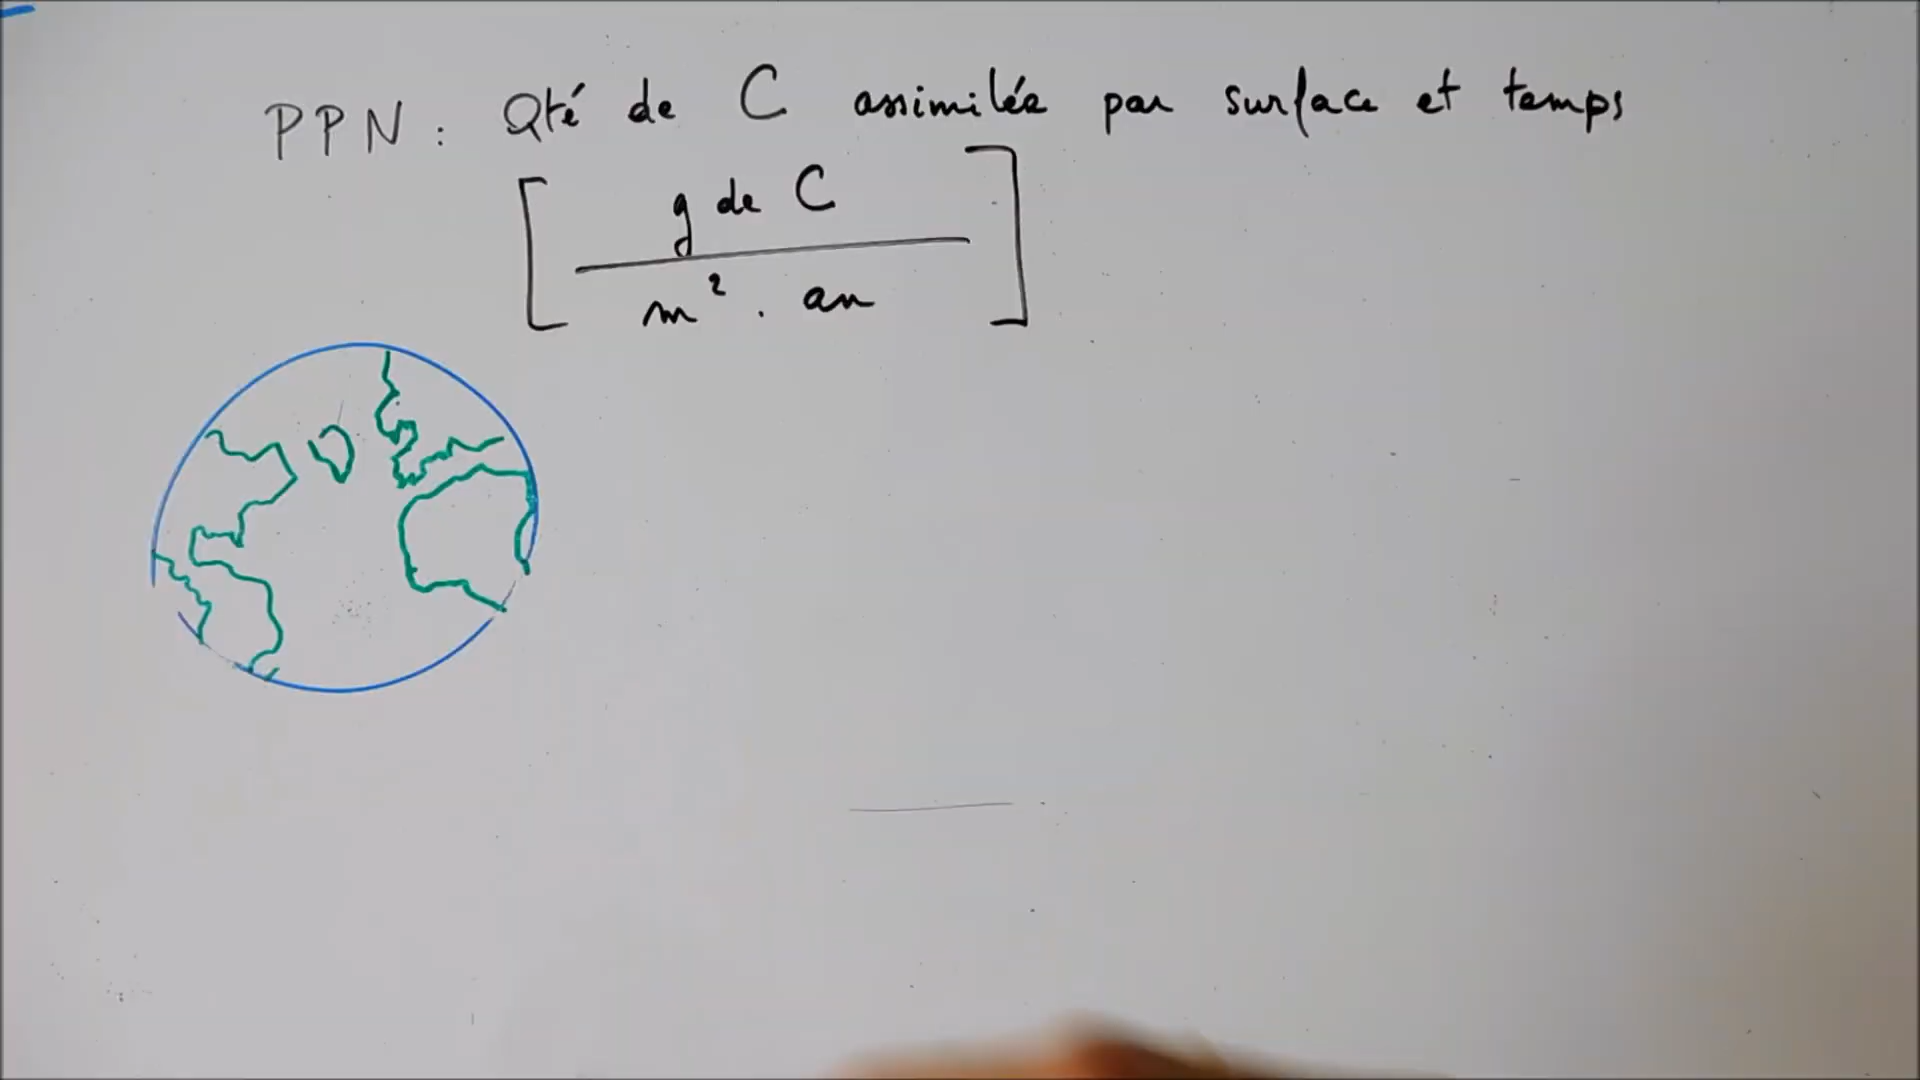 PPN : Qté de C assimilée par surface et temps
[ g de C
m² . an ]